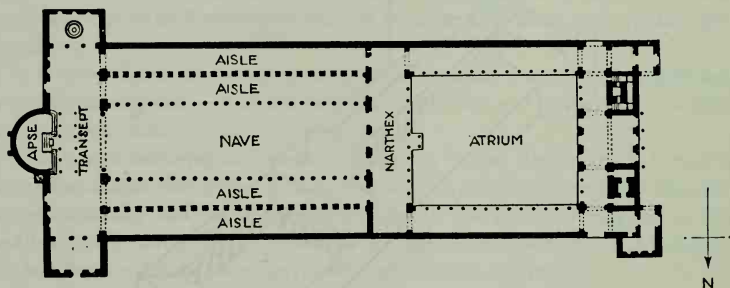 AISLE
AISLE
APSE
TRANSEPT
NAVE
NARTHEX
ATRIUM
AISLE
AISLE
N